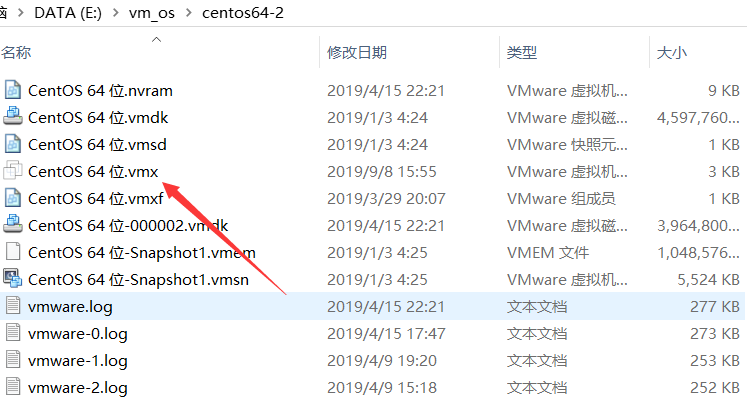 脑 > DATA (E:) > vm_os > centos64-2
名称 修改日期 类型 大小
CentOS 64 位.nvram 2019/4/15 22:21 VMware 虚拟机... 9 KB
CentOS 64 位.vmdk 2019/1/3 4:24 VMware 虚拟磁... 4,597,760...
CentOS 64 位.vmsd 2019/1/3 4:24 VMware 快照元... 1 KB
CentOS 64 位.vmx 2019/9/8 15:55 VMware 虚拟机... 3 KB
CentOS 64 位.vmxf 2019/3/29 20:07 VMware 组成员 1 KB
CentOS 64 位-000002.vmdk 2019/4/15 22:21 VMware 虚拟磁... 3,964,800...
CentOS 64 位-Snapshot1.vmem 2019/1/3 4:25 VMEM 文件 1,048,576...
CentOS 64 位-Snapshot1.vmsn 2019/1/3 4:25 VMware 虚拟机... 5,524 KB
vmware.log 2019/4/15 22:21 文本文档 277 KB
vmware-0.log 2019/4/15 17:47 文本文档 273 KB
vmware-1.log 2019/4/9 19:20 文本文档 253 KB
vmware-2.log 2019/4/9 15:18 文本文档 252 KB